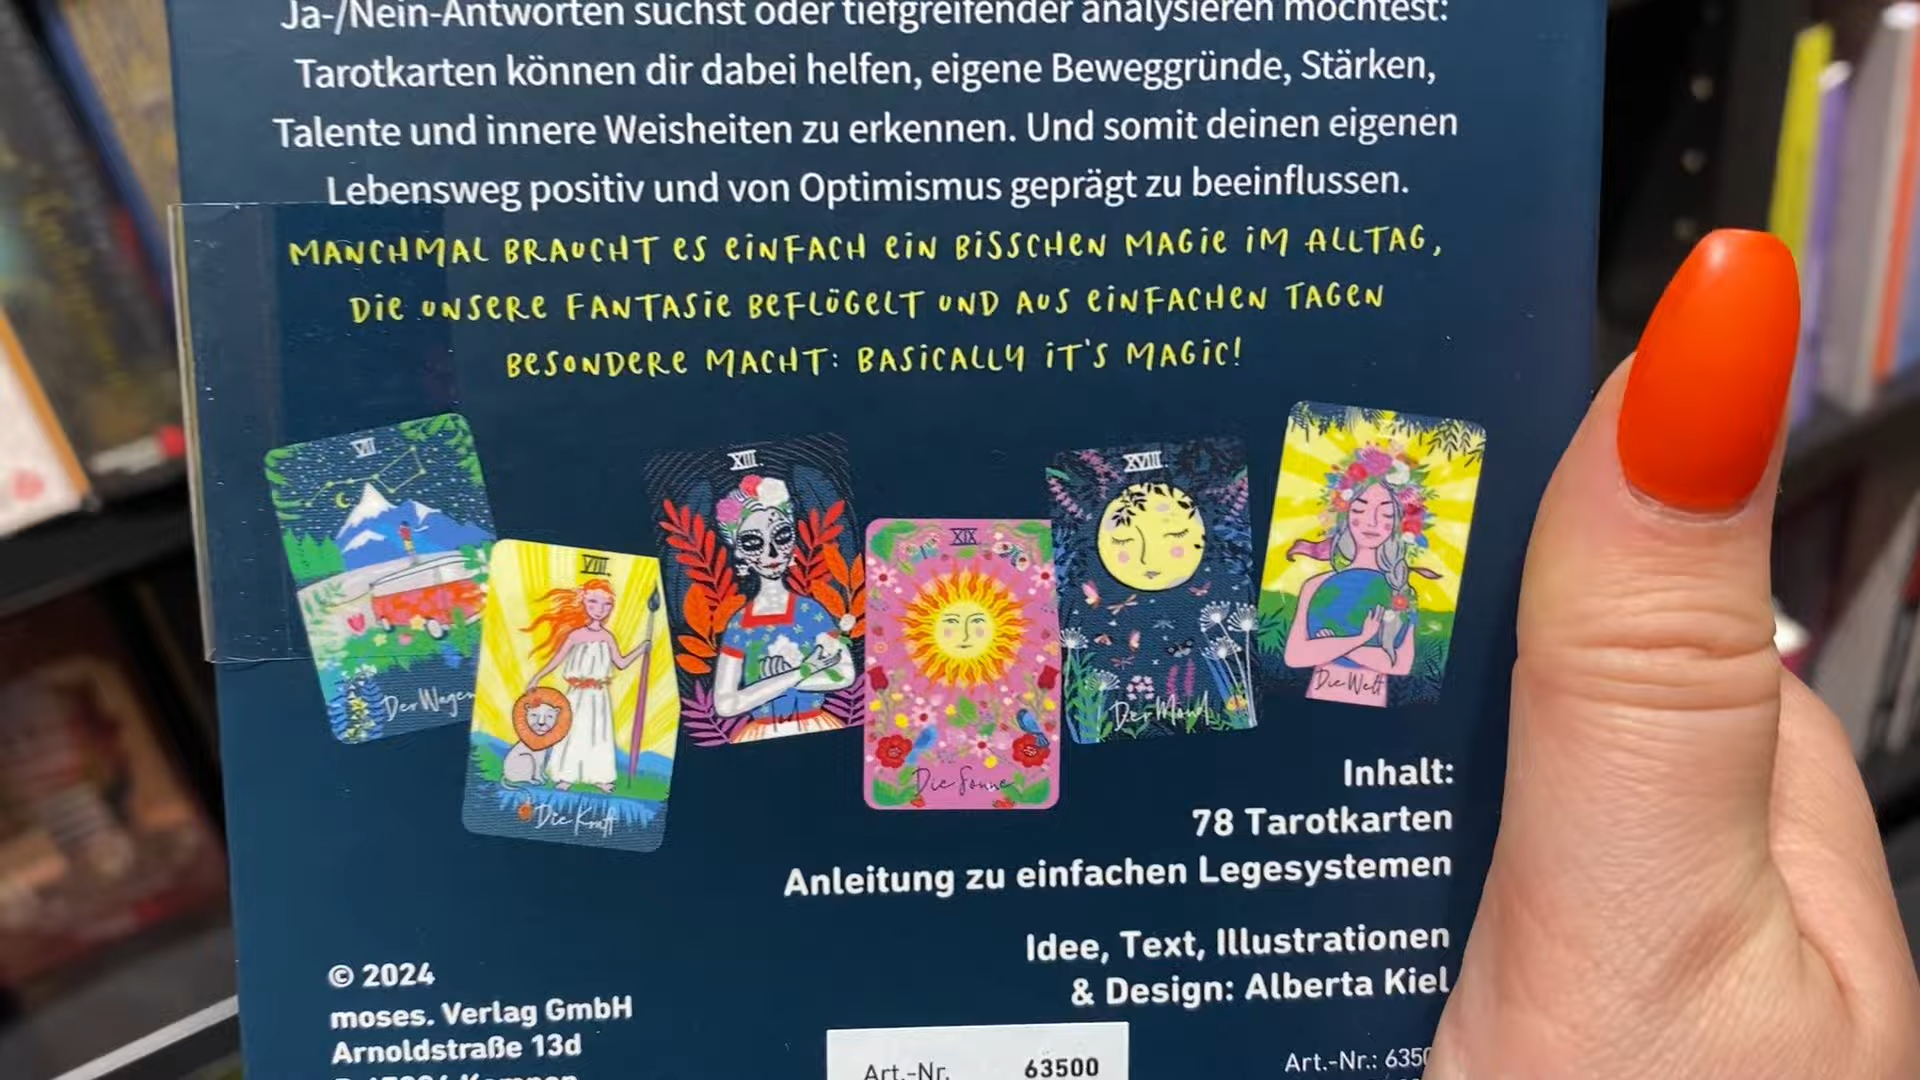 Ja-/Nein-Antworten suchst oder tiefgreifender analysieren möchtest:
Tarotkarten können dir dabei helfen, eigene Beweggründe, Stärken,
Talente und innere Weisheiten zu erkennen. Und somit deinen eigenen
Lebensweg positiv und von Optimismus geprägt zu beeinflussen.
MANCHMAL BRAUCHT ES EINFACH EIN BISSCHEN MAGIE IM ALLTAG,
DIE UNSERE FANTASIE BEFLÜGELT UND AUS EINFACHEN TAGEN
BESONDERE MACHT: BASICALLY IT'S MAGIC!
VII
Der Wagen
VIII.
Die Kraft
XIII.
Tod
XIX
Die Sonne
XVIII
Der Mond
Die Welt
Inhalt:
78 Tarotkarten
Anleitung zu einfachen Legesystemen
Idee, Text, Illustrationen
& Design: Alberta Kiel
© 2024
moses. Verlag GmbH
Arnoldstraße 13d
Art.-Nr. 63500
Art.-Nr.: 6350